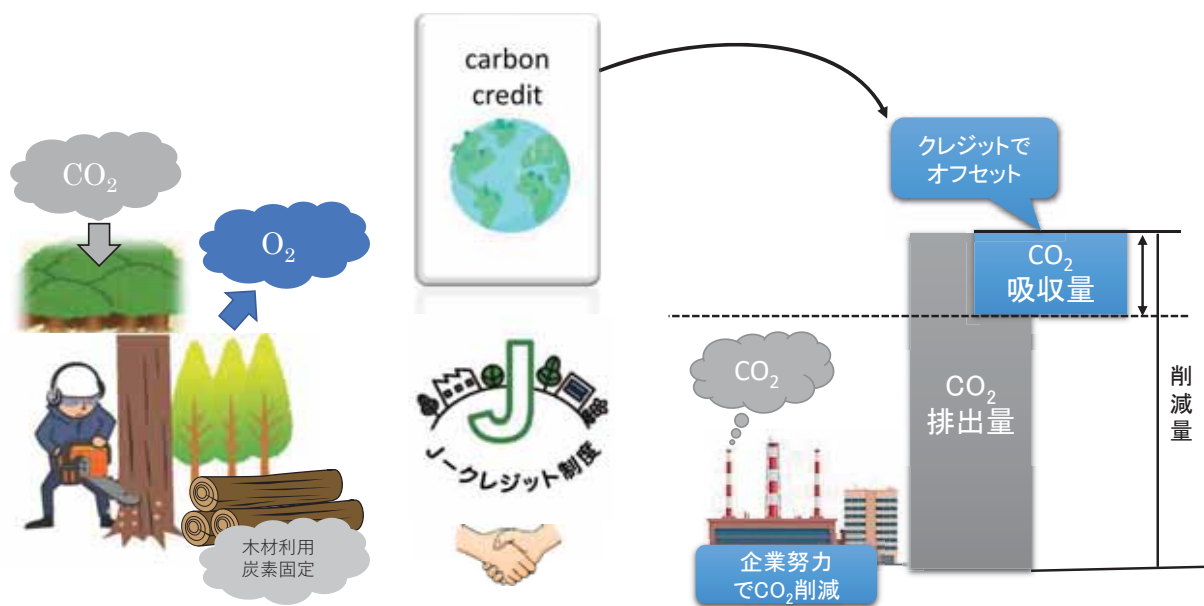 CO₂
O₂
木材利用
炭素固定
carbon
credit
J
J－クレジット制度
クレジットで
オフセット
CO₂
吸収量
CO₂
排出量
削減量
CO₂
企業努力
でCO₂削減